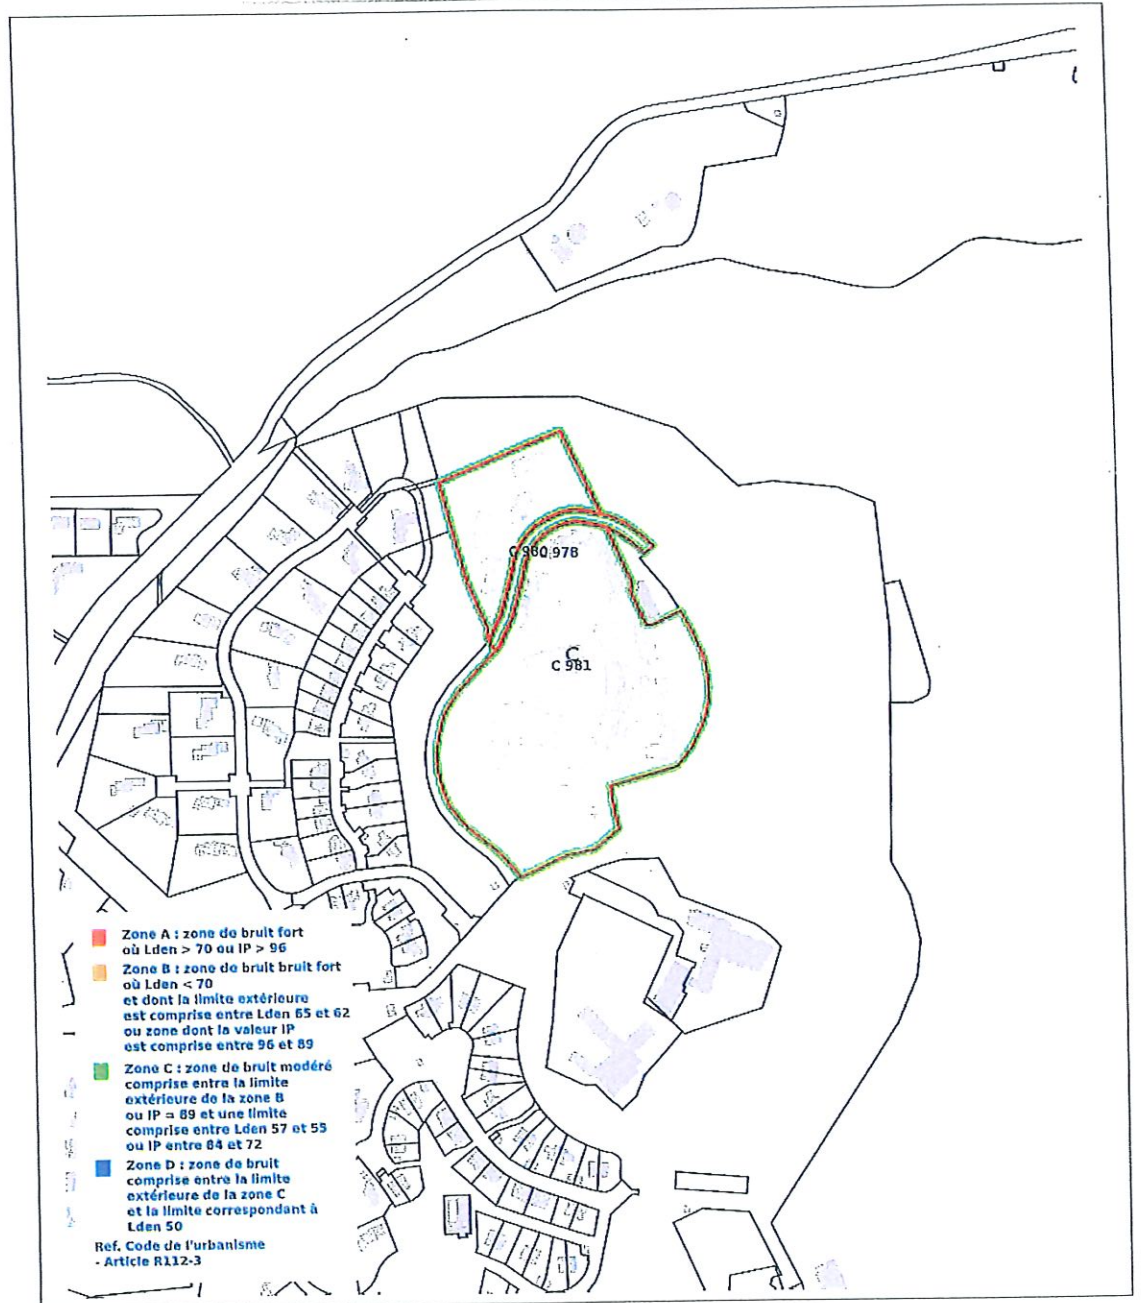 C 980 978
C
C 981
Zone A : zone de bruit fort
où Lden > 70 ou IP > 96
Zone B : zone de bruit bruit fort
où Lden < 70
et dont la limite extérieure
est comprise entre Lden 65 et 62
ou zone dont la valeur IP
est comprise entre 96 et 89
Zone C : zone de bruit modéré
comprise entre la limite
extérieure de la zone B
ou IP = 89 et une limite
comprise entre Lden 57 et 55
ou IP entre 84 et 72
Zone D : zone de bruit
comprise entre la limite
extérieure de la zone C
et la limite correspondant à
Lden 50
Ref. Code de l'urbanisme
- Article R112-3